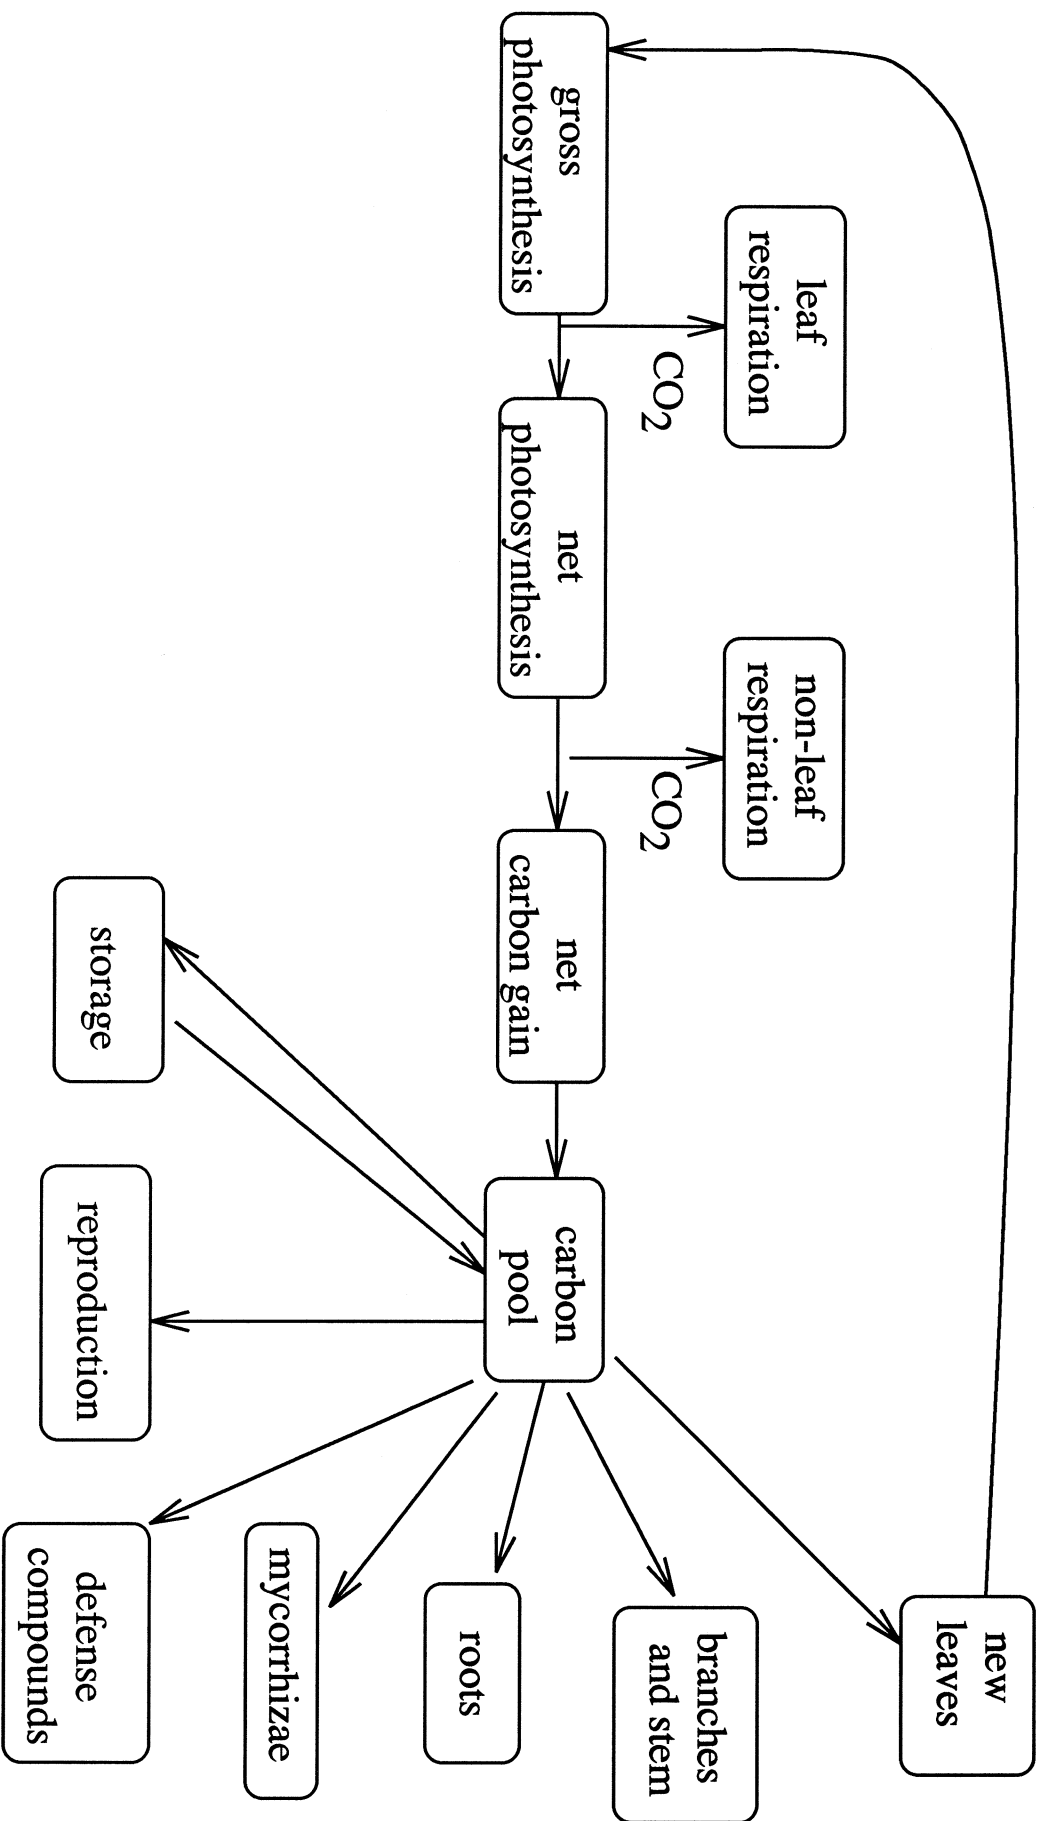 leaf
respiration
non-leaf
respiration
new
leaves
CO2
CO2
gross
photosynthesis
net
photosynthesis
net
carbon gain
carbon
pool
branches
and stem
roots
mycorrhizae
storage
reproduction
defense
compounds